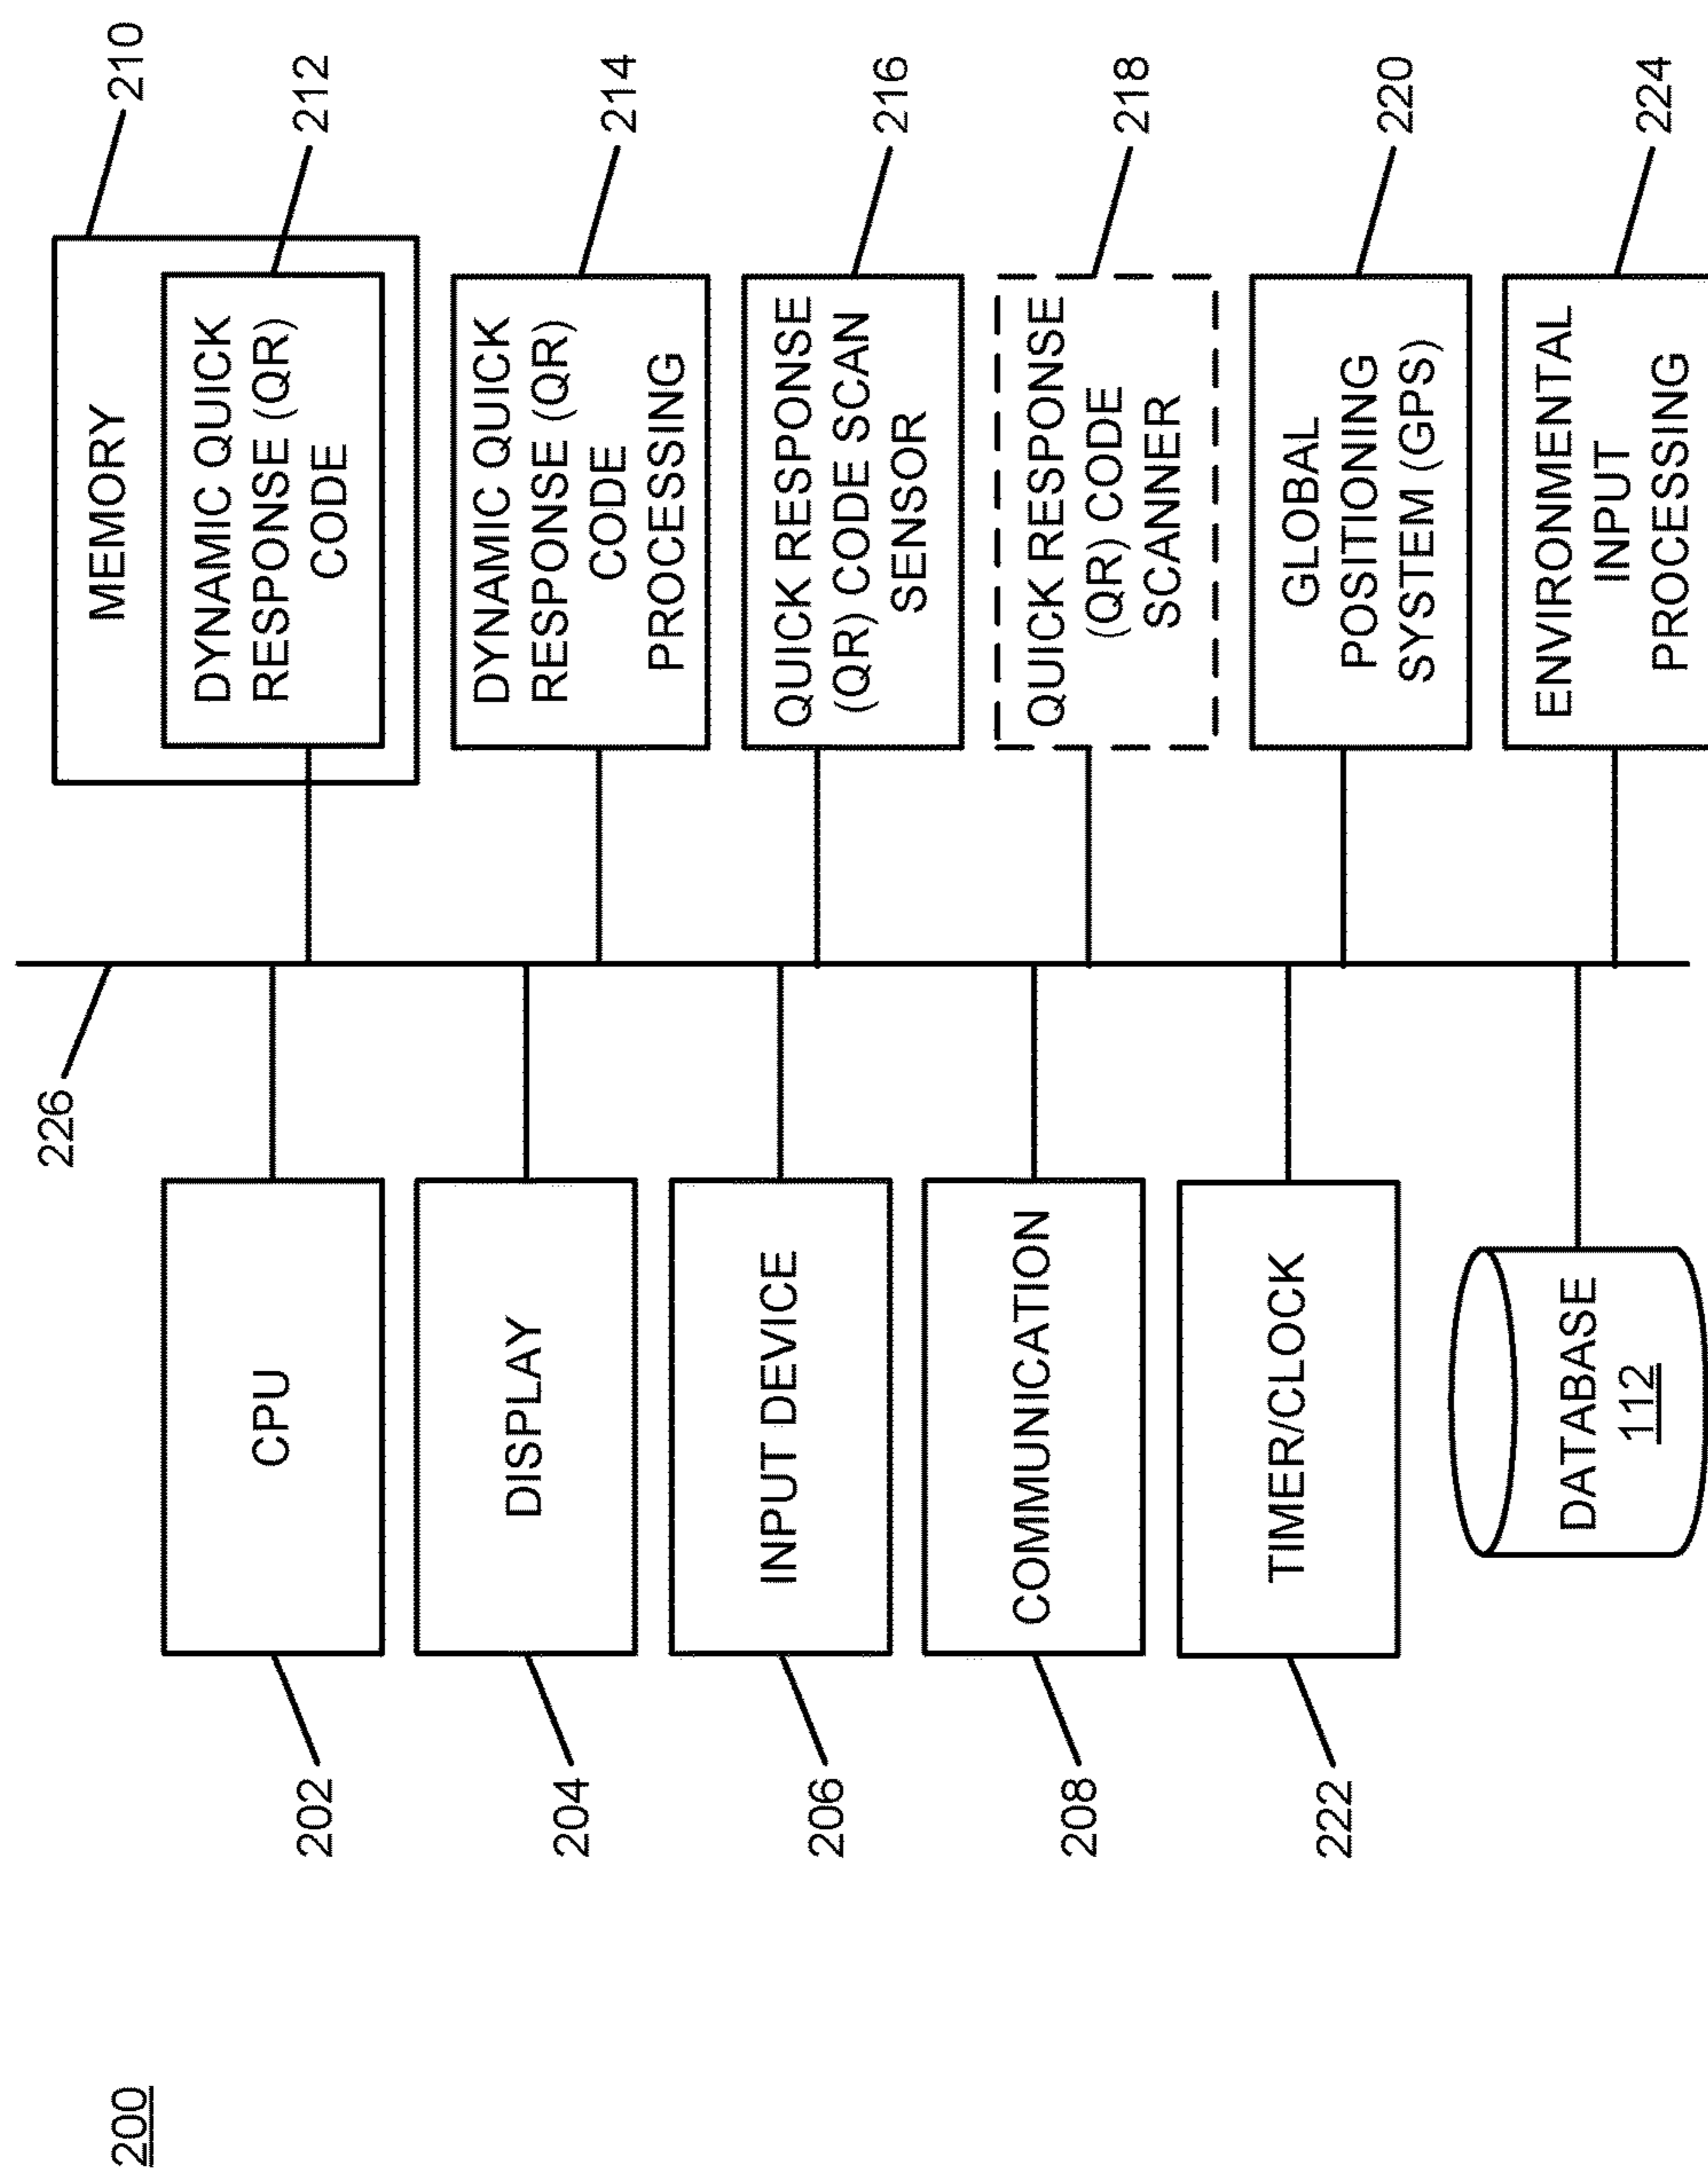 200
226
202
CPU
204
DISPLAY
206
INPUT DEVICE
208
COMMUNICATION
222
TIMER/CLOCK
DATABASE
112
210
MEMORY
212
DYNAMIC QUICK
RESPONSE (QR)
CODE
214
DYNAMIC QUICK
RESPONSE (QR)
CODE
PROCESSING
216
QUICK RESPONSE
(QR) CODE SCAN
SENSOR
218
QUICK RESPONSE
(QR) CODE
SCANNER
220
GLOBAL
POSITIONING
SYSTEM (GPS)
224
ENVIRONMENTAL
INPUT
PROCESSING